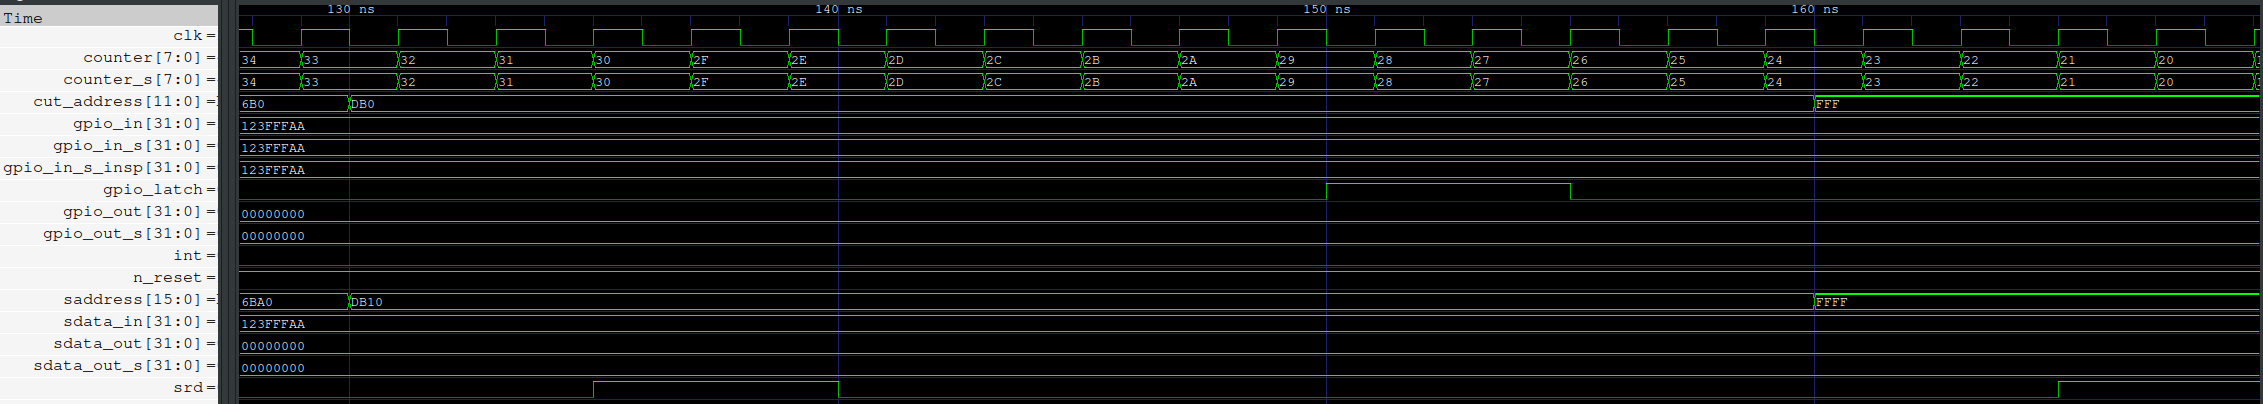 130 ns 140 ns 150 ns 160 ns
Time
clk =
counter[7:0] = 34 33 32 31 30 2F 2E 2D 2C 2B 2A 29 28 27 26 25 24 23 22 21 20
counter_s[7:0] = 34 33 32 31 30 2F 2E 2D 2C 2B 2A 29 28 27 26 25 24 23 22 21 20
cut_address[11:0] = 6B0 DB0 FFF
gpio_in[31:0] = 123FFFAA
gpio_in_s[31:0] = 123FFFAA
gpio_in_s_insp[31:0] = 123FFFAA
gpio_latch =
gpio_out[31:0] = 00000000
gpio_out_s[31:0] = 00000000
int =
n_reset =
saddress[15:0] = 6BA0 DB10 FFFF
sdata_in[31:0] = 123FFFAA
sdata_out[31:0] = 00000000
sdata_out_s[31:0] = 00000000
srd =